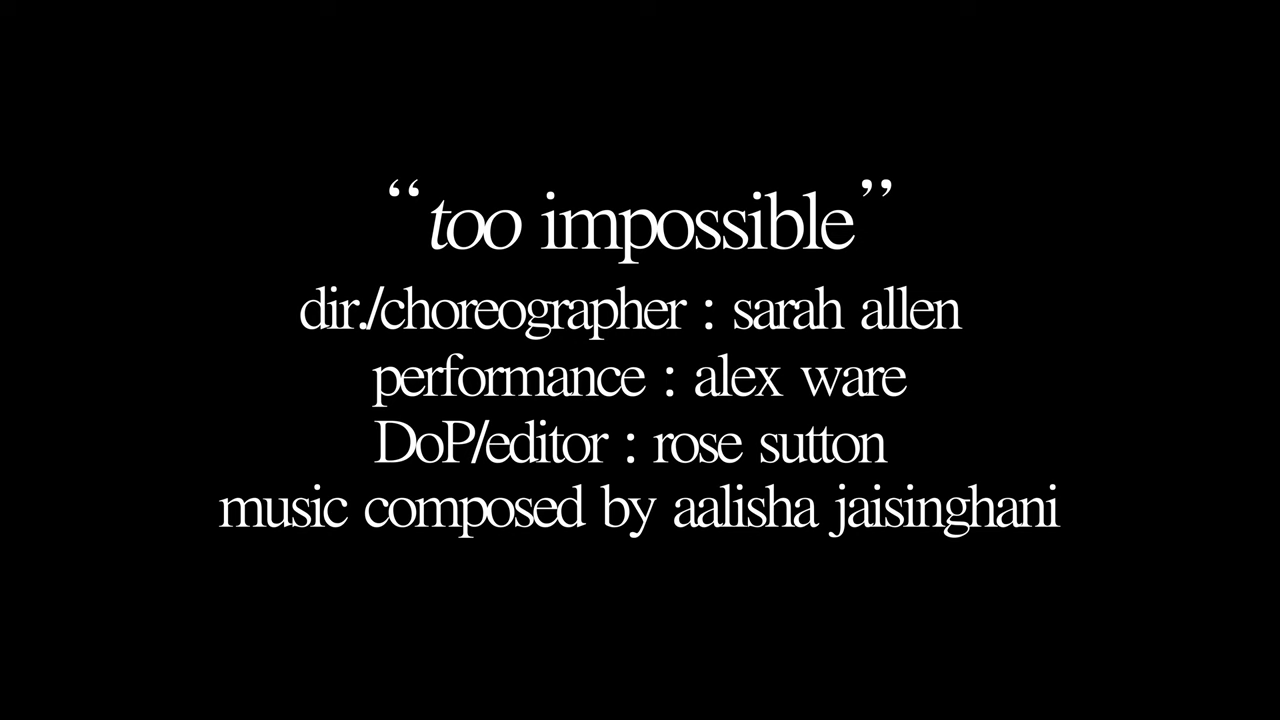 “too impossible”
dir./choreographer : sarah allen
performance : alex ware
DoP/editor : rose sutton
music composed by aalisha jaisinghani